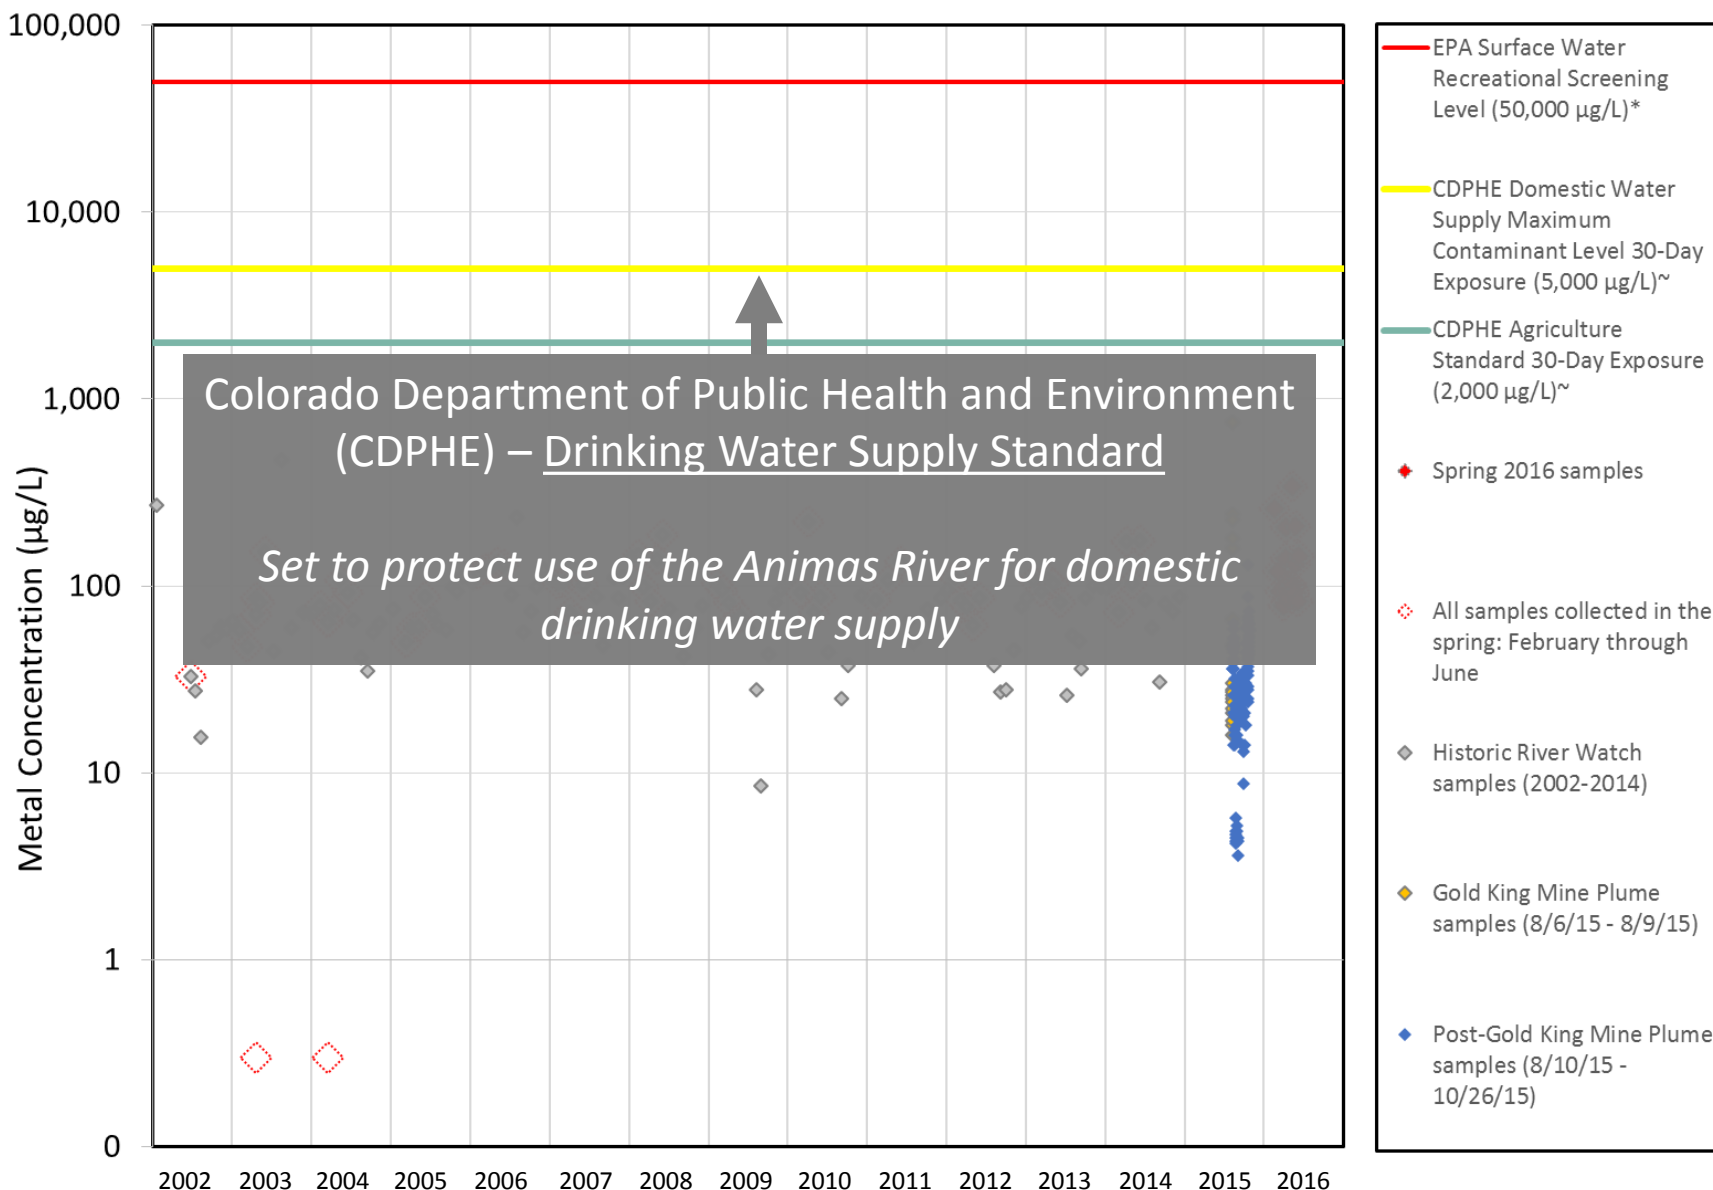 100,000
10,000
1,000
100
10
1
0
Metal Concentration (µg/L)
2002 2003 2004 2005 2006 2007 2008 2009 2010 2011 2012 2013 2014 2015 2016
Colorado Department of Public Health and Environment
(CDPHE) – Drinking Water Supply Standard
Set to protect use of the Animas River for domestic
drinking water supply
EPA Surface Water
Recreational Screening
Level (50,000 µg/L)*
CDPHE Domestic Water
Supply Maximum
Contaminant Level 30-Day
Exposure (5,000 µg/L)~
CDPHE Agriculture
Standard 30-Day Exposure
(2,000 µg/L)~
Spring 2016 samples
All samples collected in the
spring: February through
June
Historic River Watch
samples (2002-2014)
Gold King Mine Plume
samples (8/6/15 - 8/9/15)
Post-Gold King Mine Plume
samples (8/10/15 -
10/26/15)